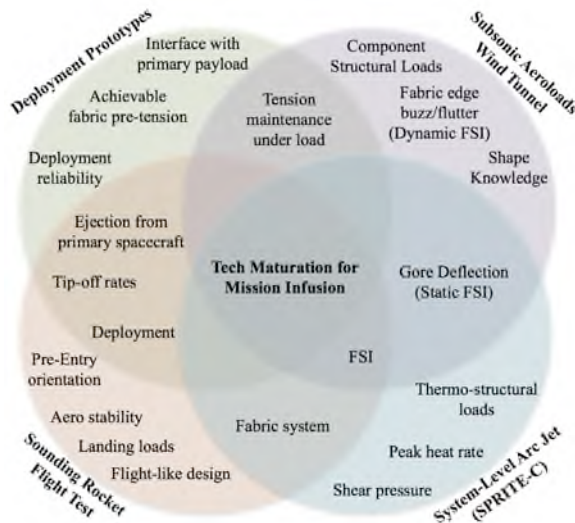 Deployment Prototypes
Interface with
primary payload
Achievable
fabric pre-tension
Deployment
reliability
Tension
maintenance
under load
Component
Structural Loads
Fabric edge
buzz/flutter
(Dynamic FSI)
Shape
Knowledge
Subsonic Aeroloads
Wind Tunnel
Ejection from
primary spacecraft
Tip-off rates
Deployment
Tech Maturation for
Mission Infusion
Gore Deflection
(Static FSI)
FSI
Pre-Entry
orientation
Aero stability
Landing loads
Flight-like design
Fabric system
Thermo-structural
loads
Peak heat rate
Shear pressure
Sounding Rocket
Flight Test
System-Level Arc Jet
(SPRITE-C)